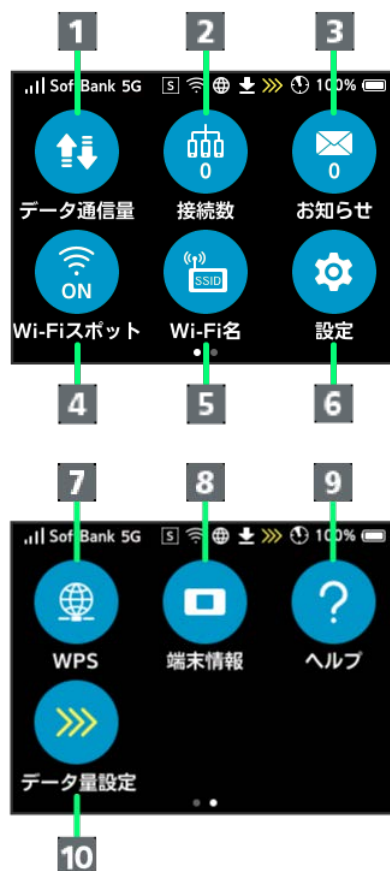 1 2 3
SoftBank 5G S 100%
0 0
データ通信量 接続数 お知らせ
ON SSID
Wi-Fiスポット Wi-Fi名 設定
4 5 6
7 8 9
SoftBank 5G S 100%
?
WPS 端末情報 ヘルプ
データ量設定
10